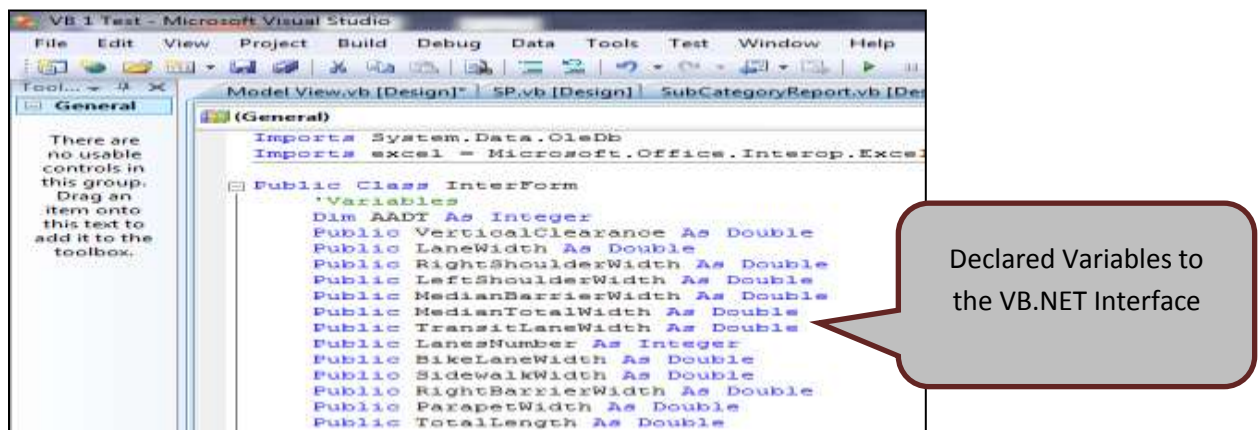 VB 1 Test - Microsoft Visual Studio
File Edit View Project Build Debug Data Tools Test Window Help
Tool...
General
There are
no usable
controls in
this group.
Drag an
item onto
this text to
add it to the
toolbox.
Model View.vb [Design]* SP.vb [Design] SubCategoryReport.vb [Des
(General)
Imports System.Data.OleDb
Imports excel = Microsoft.Office.Interop.Excel
Public Class InterForm
'Variables
Dim AADT As Integer
Public VerticalClearance As Double
Public LaneWidth As Double
Public RightShoulderWidth As Double
Public LeftShoulderWidth As Double
Public MedianBarrierWidth As Double
Public MedianTotalWidth As Double
Public TransitLaneWidth As Double
Public LanesNumber As Integer
Public BikeLaneWidth As Double
Public SidewalkWidth As Double
Public RightBarrierWidth As Double
Public ParapetWidth As Double
Public TotalLength As Double
Declared Variables to
the VB.NET Interface